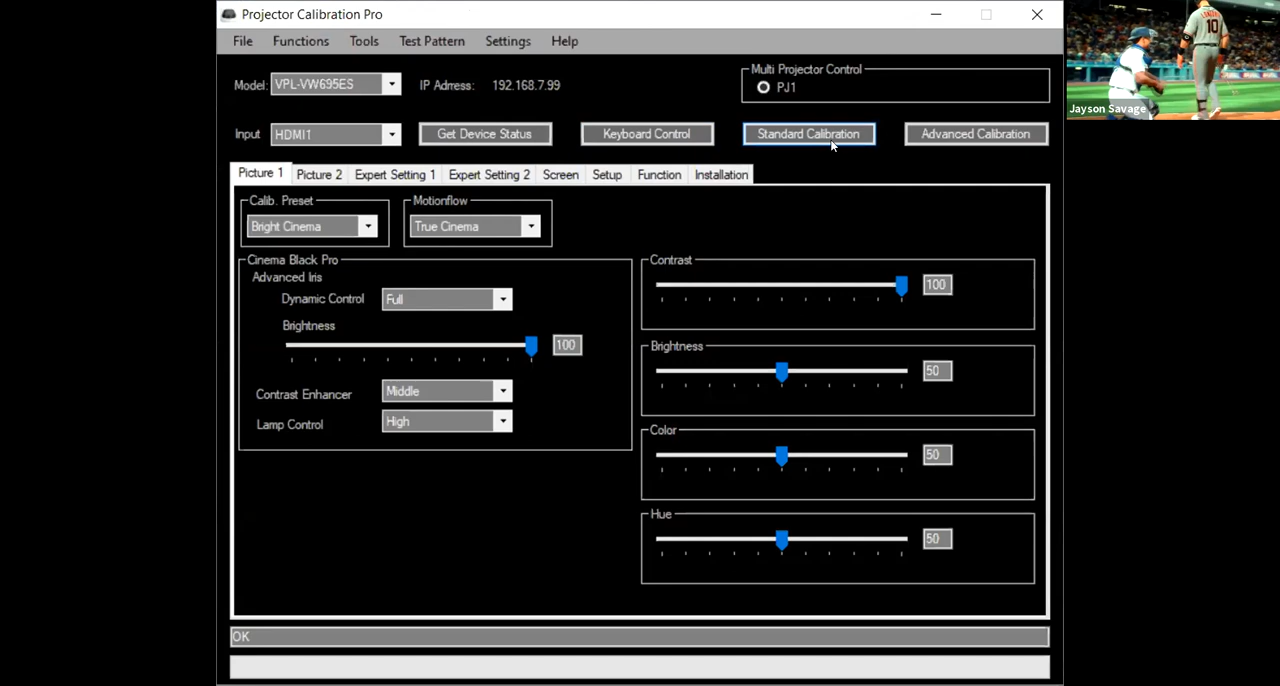 Projector Calibration Pro
File Functions Tools Test Pattern Settings Help
Model: VPL-VW695ES IP Adrress: 192.168.7.99
Multi Projector Control
PJ1
Input HDMI1 Get Device Status Keyboard Control Standard Calibration Advanced Calibration
Picture 1 Picture 2 Expert Setting 1 Expert Setting 2 Screen Setup Function Installation
Calib. Preset
Bright Cinema
Motionflow
True Cinema
Cinema Black Pro
Advanced Iris
Dynamic Control Full
Brightness
100
Contrast Enhancer Middle
Lamp Control High
Contrast
100
Brightness
50
Color
50
Hue
50
OK
Jayson Savage
10